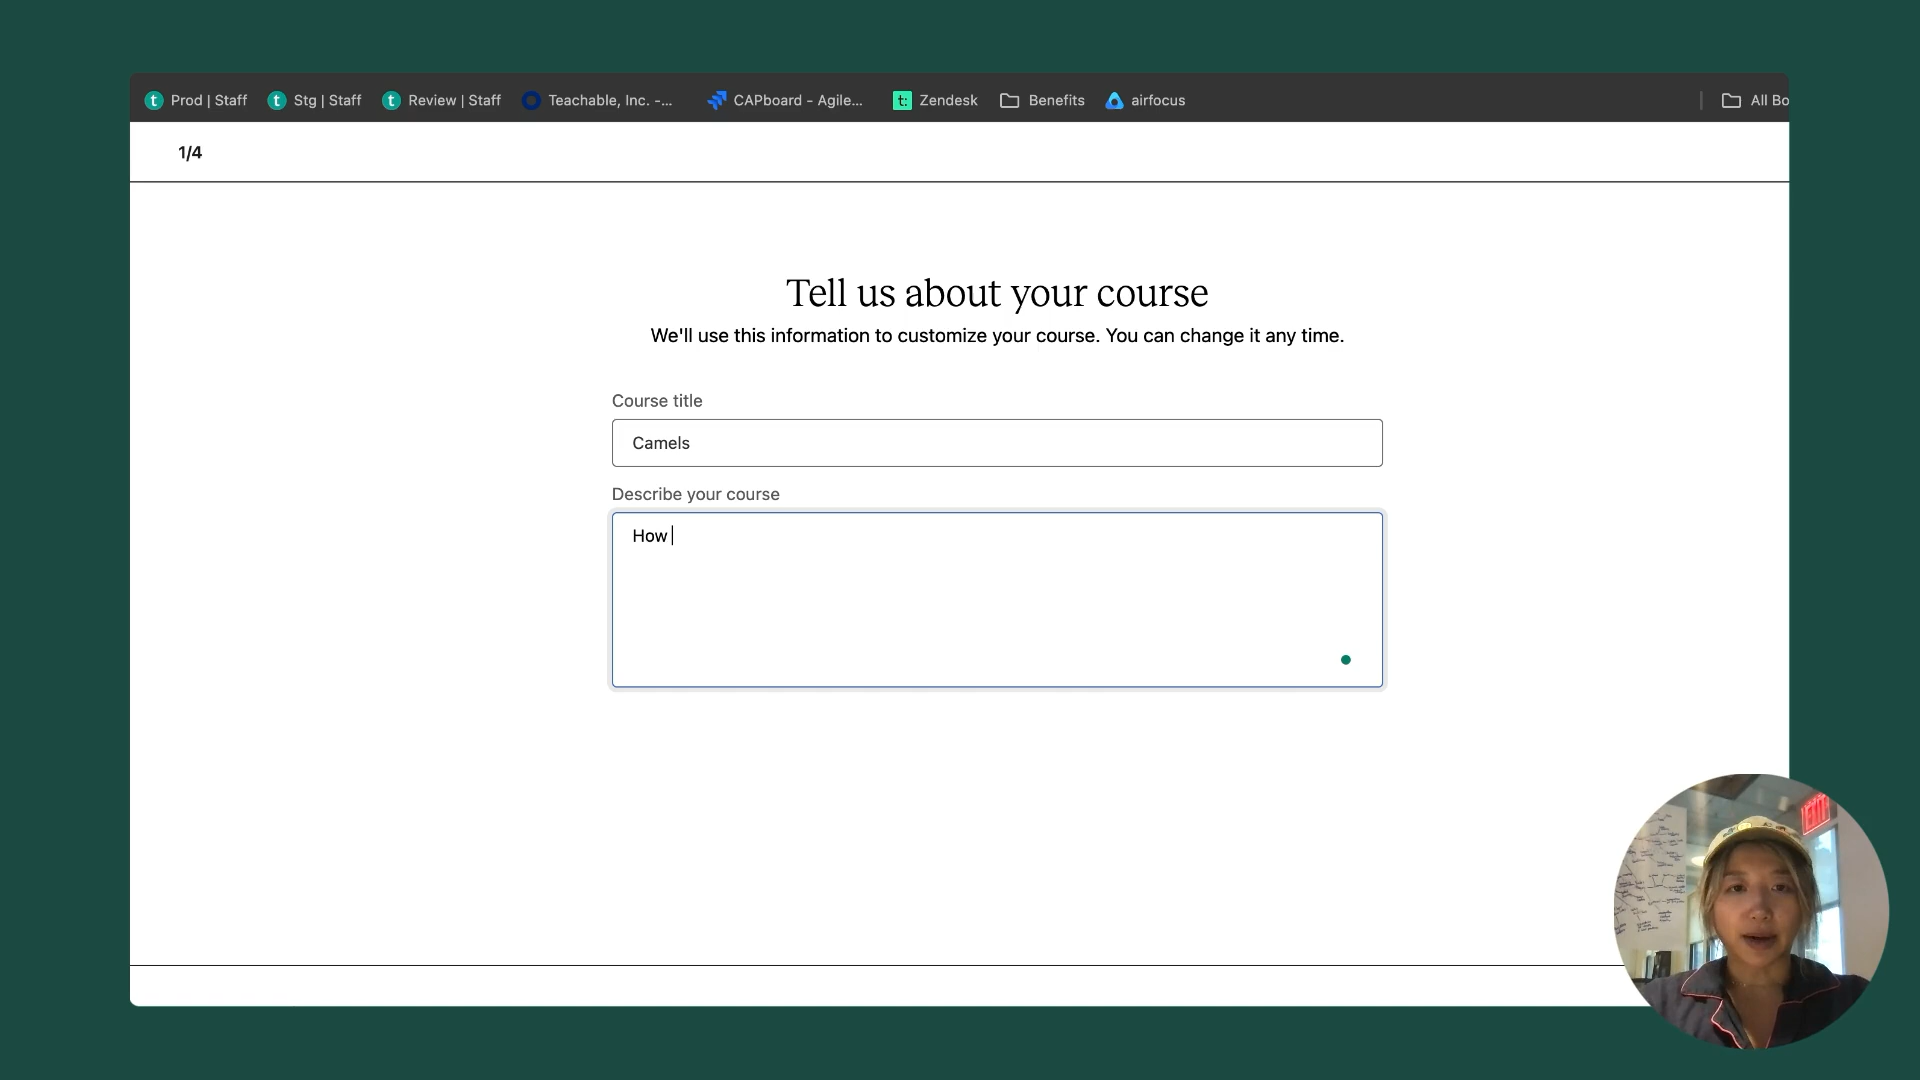 Prod | Staff
Stg | Staff
Review | Staff
Teachable, Inc. -...
CAPboard - Agile...
t:
Zendesk
Benefits
airfocus
All Bo
1/4
Tell us about your course
We'll use this information to customize your course. You can change it any time.
Course title
Camels
Describe your course
How
EXIT